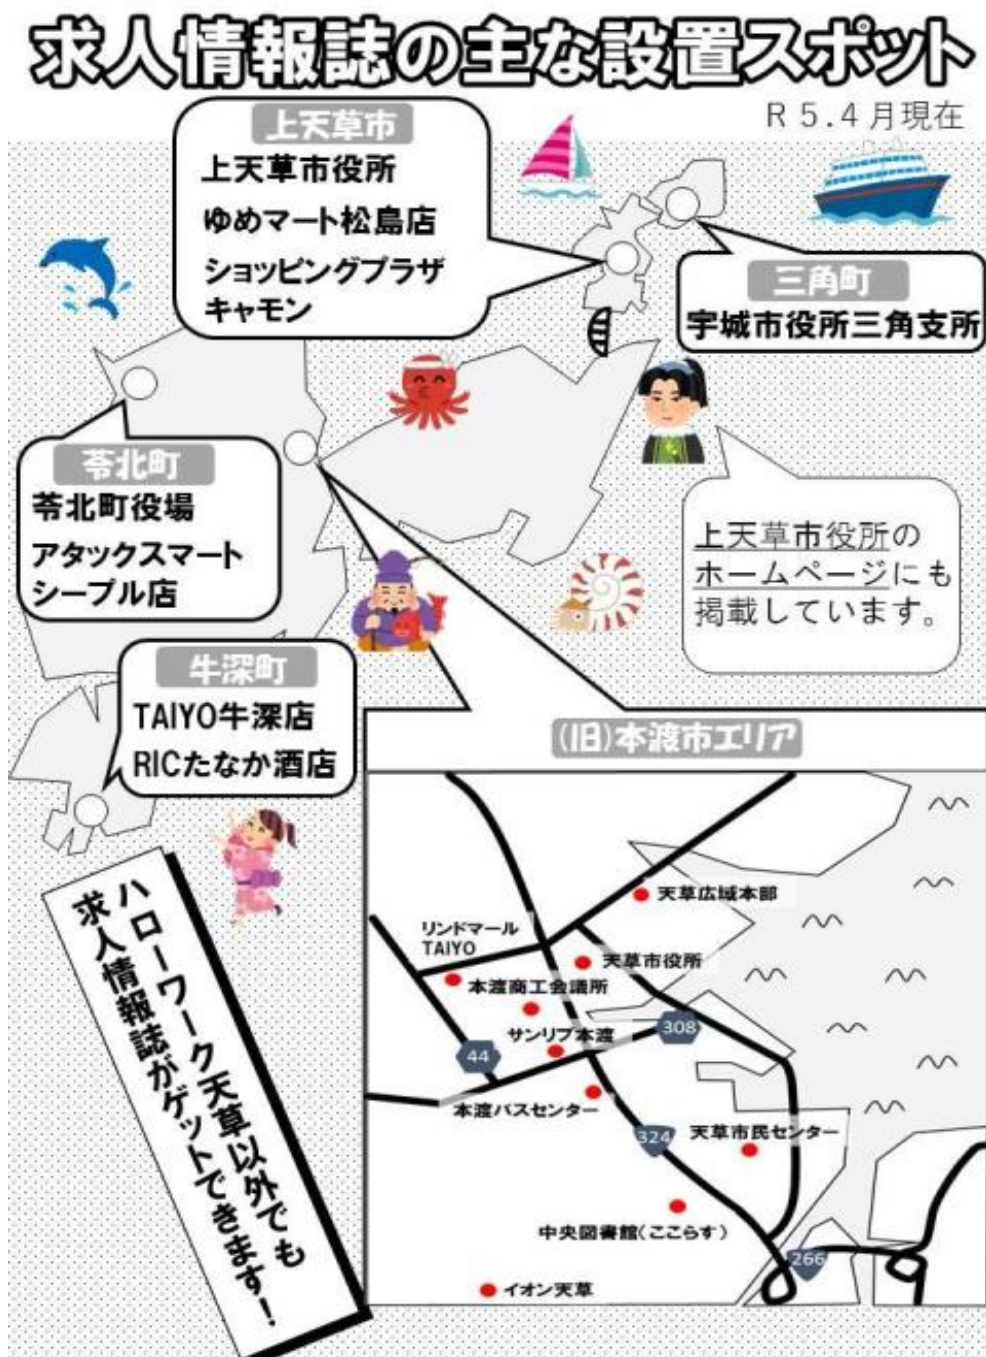 求人情報誌の主な設置スポット
R5.4月現在
上天草市
上天草市役所
ゆめマート松島店
ショッピングプラザ
キャモン
三角町
宇城市役所三角支所
苓北町
苓北町役場
アタックスマート
シープル店
上天草市役所の
ホームページにも
掲載しています。
牛深町
TAIYO牛深店
RICたなか酒店
(旧)本渡市エリア
天草広域本部
リンドマール
TAIYO
天草市役所
本渡商工会議所
サンリブ本渡
308
44
本渡バスセンター
324
天草市民センター
中央図書館(ここらす)
266
イオン天草
ハローワーク天草以外でも
求人情報誌がゲットできます!